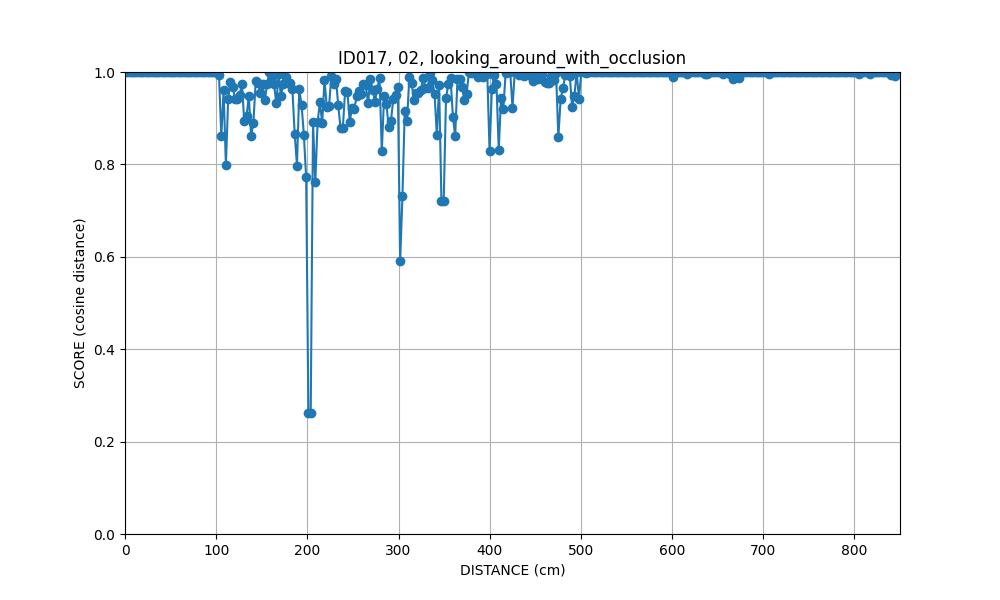 ID017, 02, looking_around_with_occlusion
1.0
0.8
0.6
0.4
0.2
0.0
SCORE (cosine distance)
0 100 200 300 400 500 600 700 800
DISTANCE (cm)